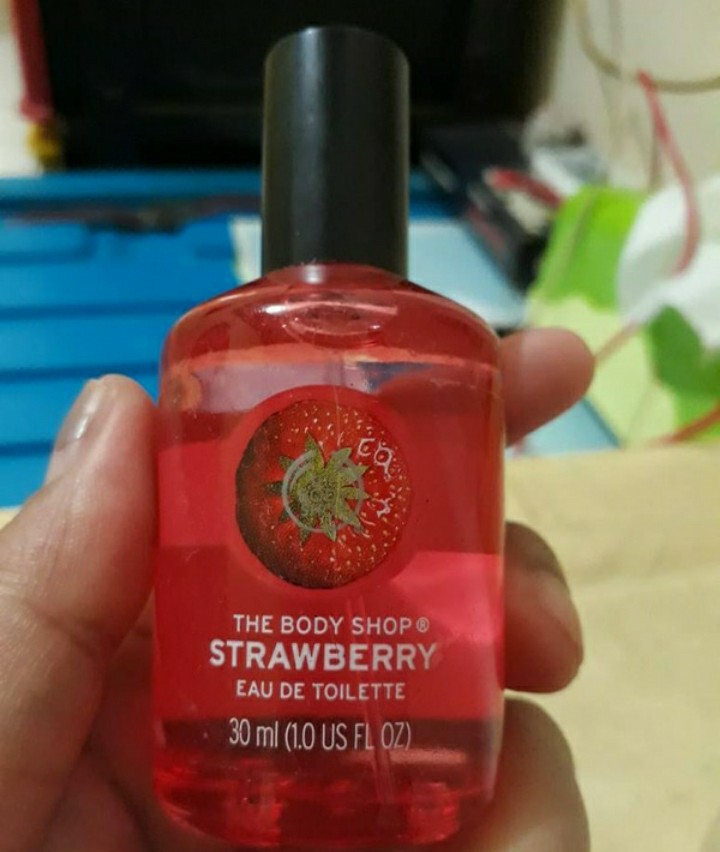 THE BODY SHOP®
STRAWBERRY
EAU DE TOILETTE
30 ml (1.0 US FL OZ)